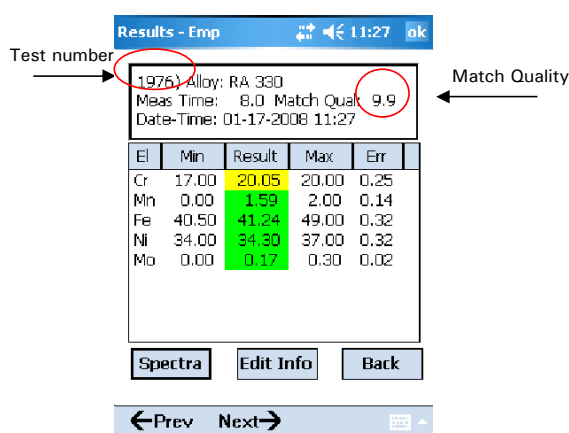 Results - Emp 11:27 ok
Test number
1976) Alloy: RA 330
Match Quality
Meas Time: 8.0 Match Qual: 9.9
Date-Time: 01-17-2008 11:27
El Min Result Max Err
Cr 17.00 20.05 20.00 0.25
Mn 0.00 1.59 2.00 0.14
Fe 40.50 41.24 49.00 0.32
Ni 34.00 34.30 37.00 0.32
Mo 0.00 0.17 0.30 0.02
Spectra Edit Info Back
Prev Next